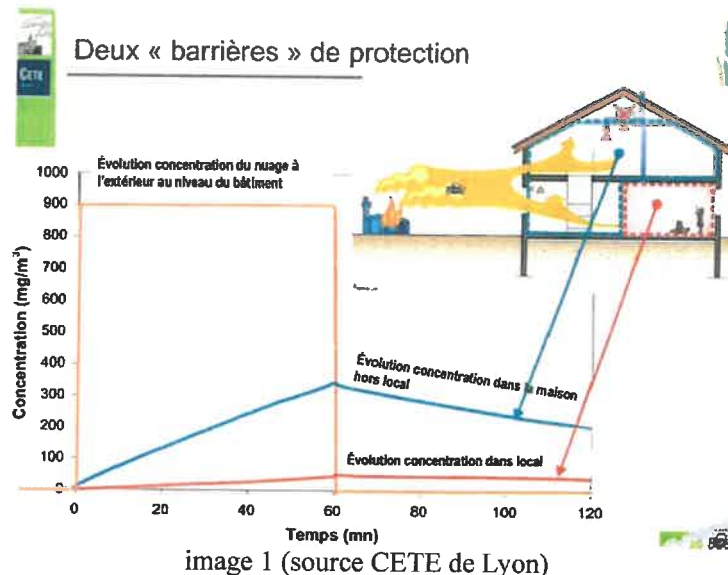 Deux « barrières » de protection
CETE
Évolution concentration du nuage à
l'extérieur au niveau du bâtiment
1000
900
800
700
600
500
400
300
200
100
0
Concentration (mg/m³)
Évolution concentration dans la maison
hors local
Évolution concentration dans local
0
20
40
60
80
100
120
Temps (mn)
image 1 (source CETE de Lyon)